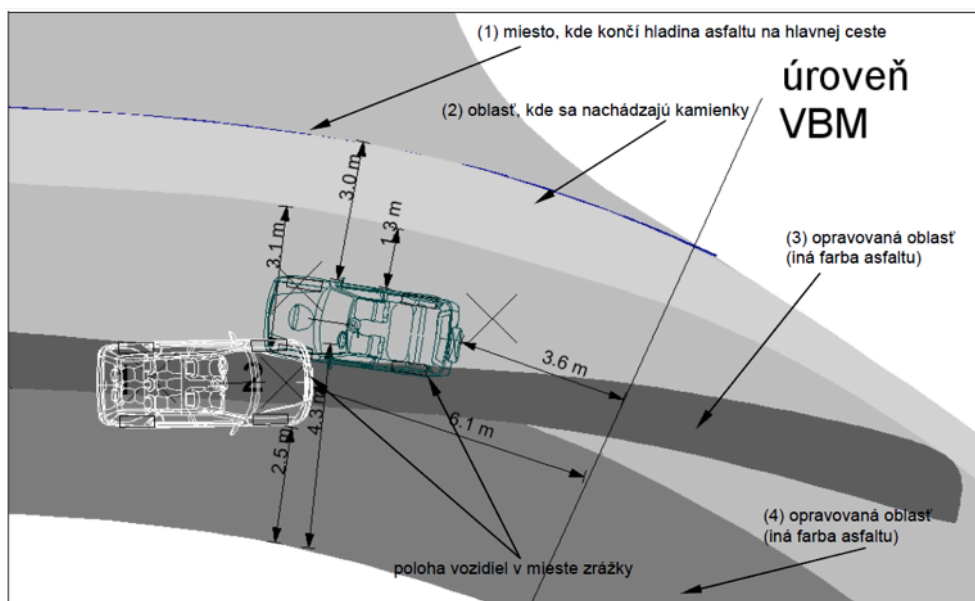 (1) miesto, kde končí hladina asfaltu na hlavnej ceste
úroveň
VBM
(2) oblasť, kde sa nachádzajú kamienky
3.0 m
1.3 m
3.1 m
(3) opravovaná oblasť
(iná farba asfaltu)
3.6 m
6.1 m
4.3 m
2.5 m
(4) opravovaná oblasť
(iná farba asfaltu)
poloha vozidiel v mieste zrážky